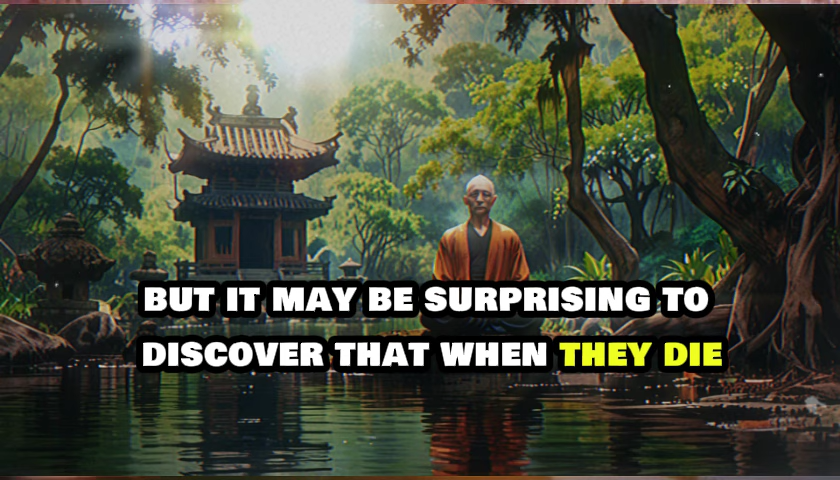 BUT IT MAY BE SURPRISING TO
DISCOVER THAT WHEN THEY DIE